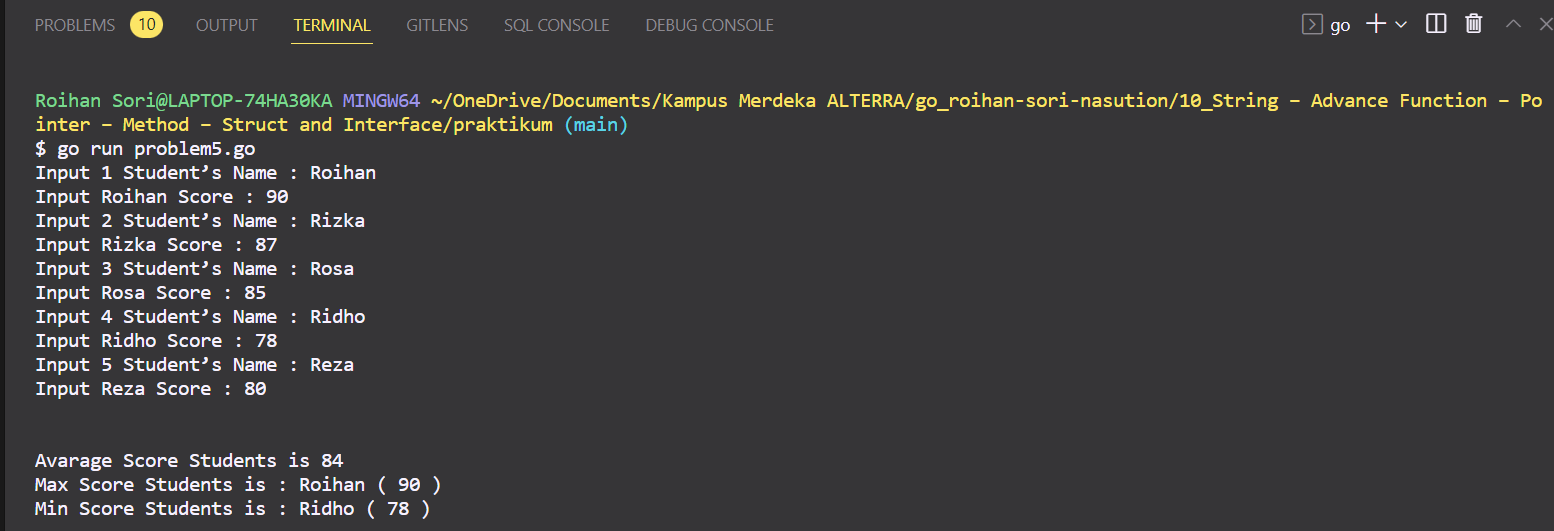 PROBLEMS 10 OUTPUT TERMINAL GITLENS SQL CONSOLE DEBUG CONSOLE go
Roihan Sori@LAPTOP-74HA30KA MINGW64 ~/OneDrive/Documents/Kampus Merdeka ALTERRA/go_roihan-sori-nasution/10_String – Advance Function – Po
inter – Method – Struct and Interface/praktikum (main)
$ go run problem5.go
Input 1 Student’s Name : Roihan
Input Roihan Score : 90
Input 2 Student’s Name : Rizka
Input Rizka Score : 87
Input 3 Student’s Name : Rosa
Input Rosa Score : 85
Input 4 Student’s Name : Ridho
Input Ridho Score : 78
Input 5 Student’s Name : Reza
Input Reza Score : 80
Avarage Score Students is 84
Max Score Students is : Roihan ( 90 )
Min Score Students is : Ridho ( 78 )